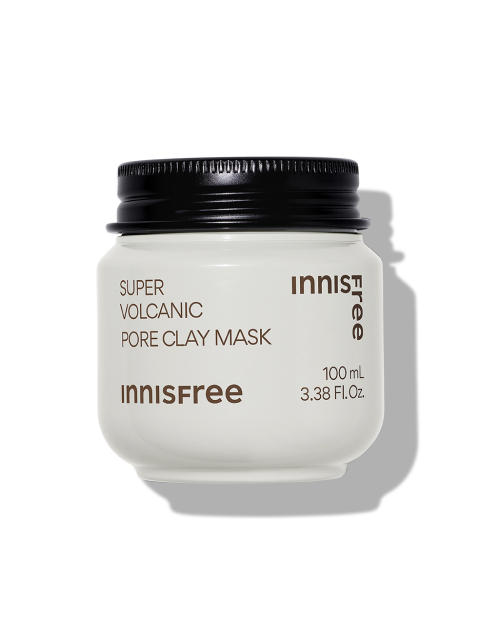 SUPER
VOLCANIC
PORE CLAY MASK
INNISFree
INNISFree
100 mL
3.38 Fl.Oz.